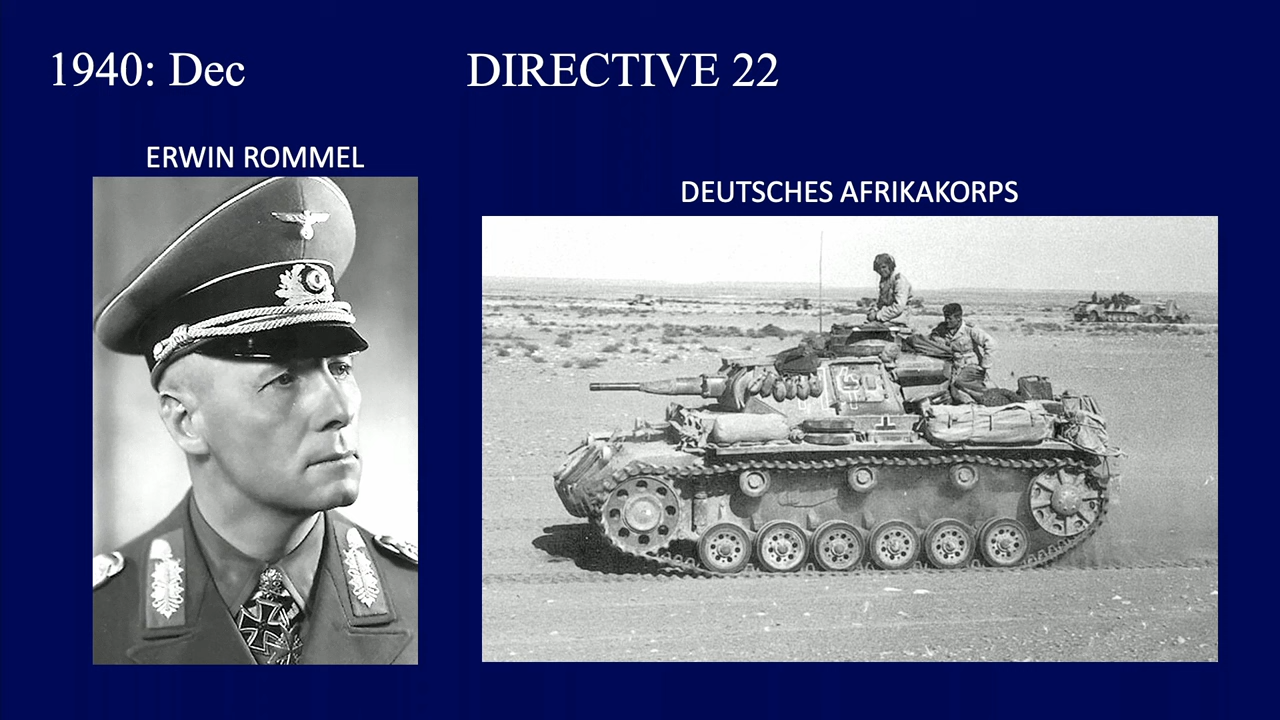 1940: Dec
DIRECTIVE 22
ERWIN ROMMEL
DEUTSCHES AFRIKAKORPS